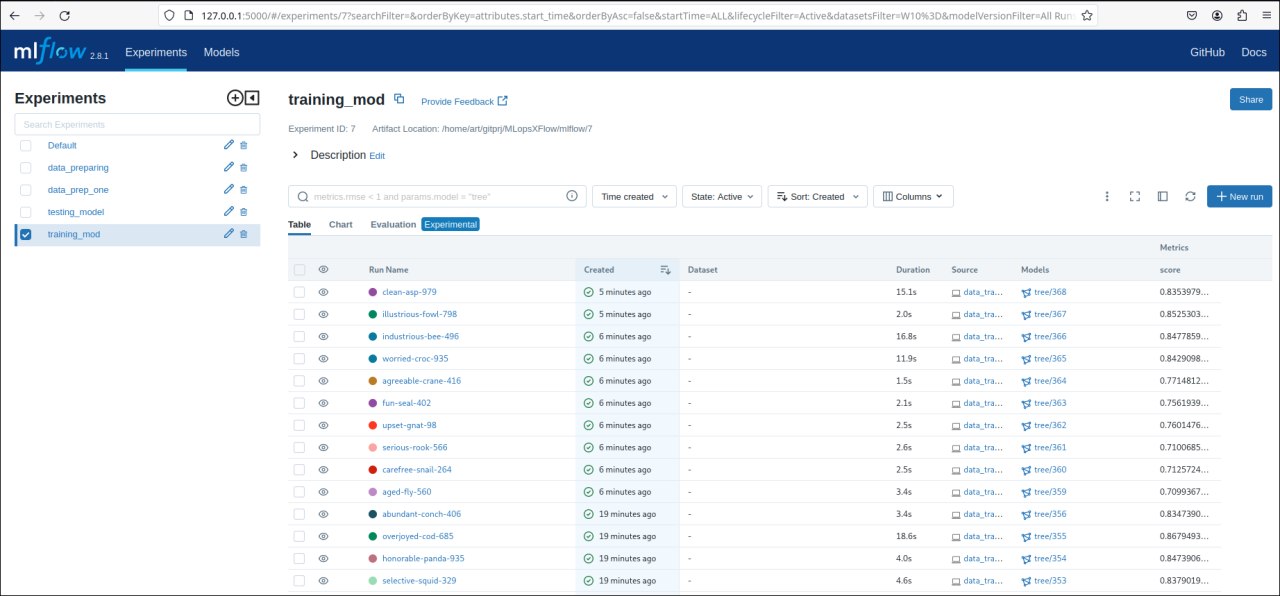 127.0.0.1:5000/#/experiments/7?searchFilter=&orderByKey=attributes.start_time&orderByAsc=false&startTime=ALL&lifecycleFilter=Active&datasetsFilter=W10%3D&modelVersionFilter=All Run
mlflow 2.8.1 Experiments Models GitHub Docs
Experiments
Search Experiments
Default
data_preparing
data_prep_one
testing_model
training_mod
training_mod Provide Feedback Share
Experiment ID: 7 Artifact Location: /home/art/gitprj/MLopsXFlow/mlflow/7
Description Edit
metrics.rmse < 1 and params.model = "tree" Time created State: Active Sort: Created Columns New run
Table Chart Evaluation Experimental
Metrics
Run Name Created Dataset Duration Source Models score
clean-asp-979 5 minutes ago - 15.1s data_tra... tree/368 0.8353979...
illustrious-fowl-798 5 minutes ago - 2.0s data_tra... tree/367 0.8525303...
industrious-bee-496 6 minutes ago - 16.8s data_tra... tree/366 0.8477859...
worried-croc-935 6 minutes ago - 11.9s data_tra... tree/365 0.8429098...
agreeable-crane-416 6 minutes ago - 1.5s data_tra... tree/364 0.7714812...
fun-seal-402 6 minutes ago - 2.1s data_tra... tree/363 0.7561939...
upset-gnat-98 6 minutes ago - 2.5s data_tra... tree/362 0.7601476...
serious-rook-566 6 minutes ago - 2.6s data_tra... tree/361 0.7100685...
carefree-snail-264 6 minutes ago - 2.5s data_tra... tree/360 0.7125724...
aged-fly-560 6 minutes ago - 3.4s data_tra... tree/359 0.7099367...
abundant-conch-406 19 minutes ago - 3.4s data_tra... tree/356 0.8347390...
overjoyed-cod-685 19 minutes ago - 18.6s data_tra... tree/355 0.8679493...
honorable-panda-935 19 minutes ago - 4.0s data_tra... tree/354 0.8473906...
selective-squid-329 19 minutes ago - 4.6s data_tra... tree/353 0.8379019...